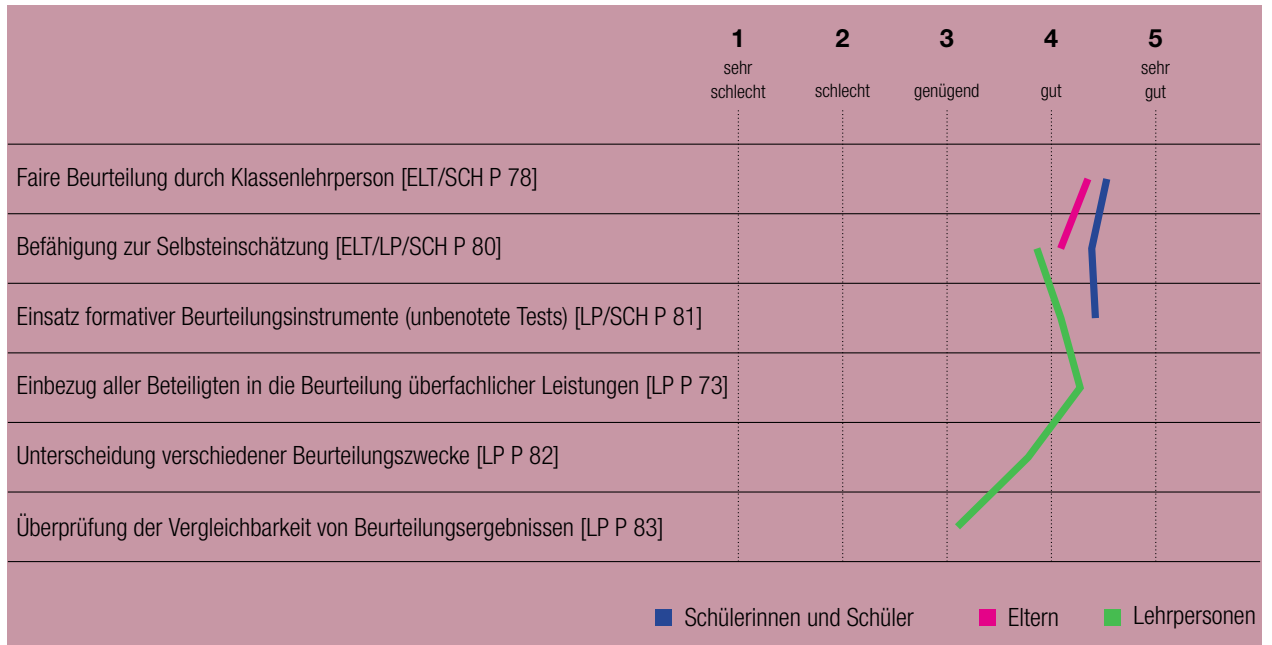 1 2 3 4 5
sehr schlecht schlecht genügend gut sehr gut
Faire Beurteilung durch Klassenlehrperson [ELT/SCH P 78]
Befähigung zur Selbsteinschätzung [ELT/LP/SCH P 80]
Einsatz formativer Beurteilungsinstrumente (unbenotete Tests) [LP/SCH P 81]
Einbezug aller Beteiligten in die Beurteilung überfachlicher Leistungen [LP P 73]
Unterscheidung verschiedener Beurteilungszwecke [LP P 82]
Überprüfung der Vergleichbarkeit von Beurteilungsergebnissen [LP P 83]
Schülerinnen und Schüler Eltern Lehrpersonen